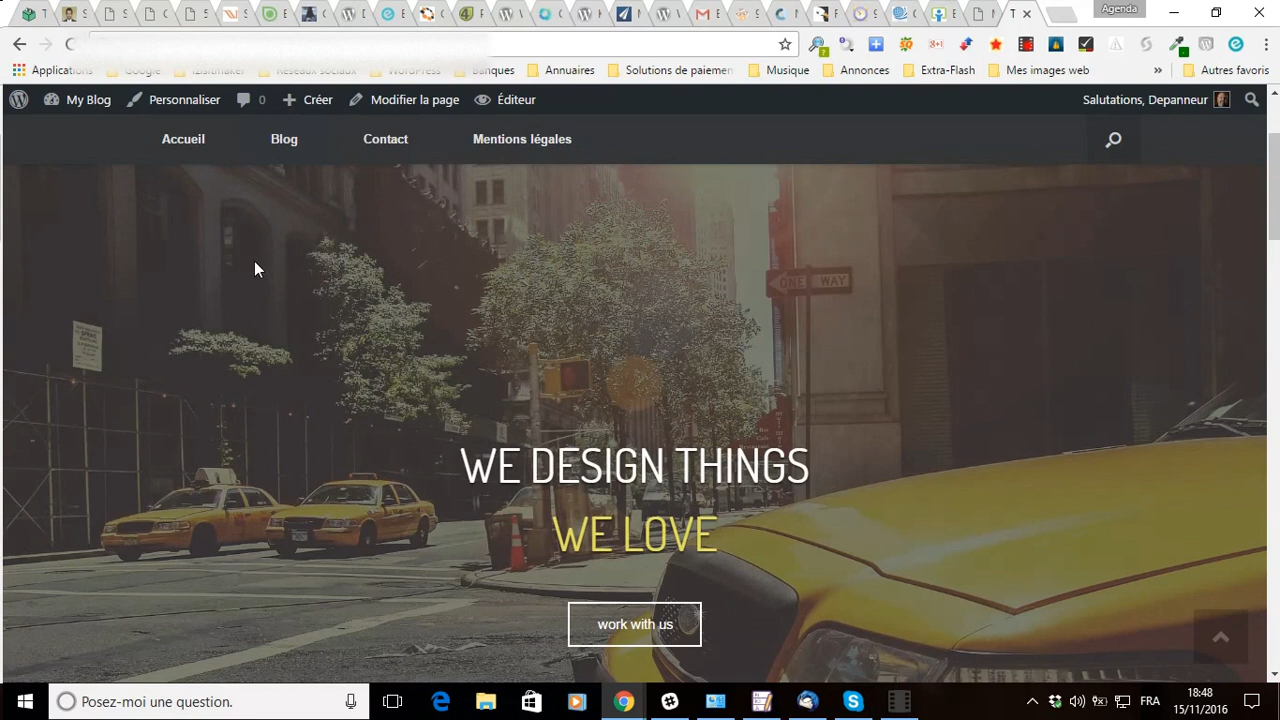 Agenda
Applications Google Izisitmaker Réseaux sociaux WordPress Banques Annuaires Solutions de paiemen Musique Annonces Extra-Flash Mes images web » Autres favoris
My Blog Personnaliser 0 Créer Modifier la page Éditeur Salutations, Depanneur
Accueil Blog Contact Mentions légales
ONE WAY
WE DESIGN THINGS
WE LOVE
work with us
Posez-moi une question. FRA 18:48
15/11/2016